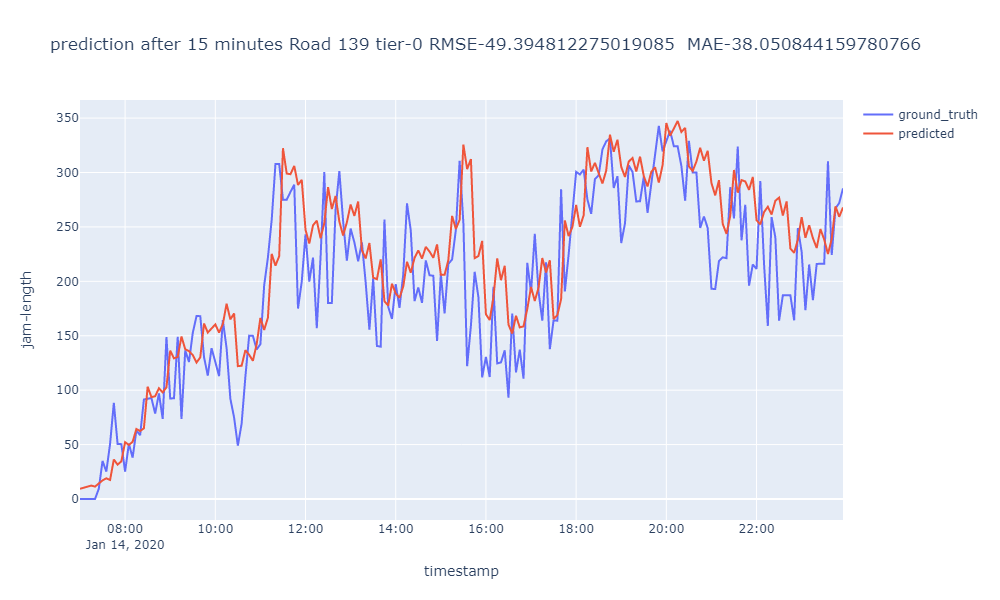 prediction after 15 minutes Road 139 tier-0 RMSE-49.394812275019085  MAE-38.050844159780766
ground_truth
predicted
350
300
250
200
150
100
50
0
jam-length
08:00
10:00
12:00
14:00
16:00
18:00
20:00
22:00
Jan 14, 2020
timestamp